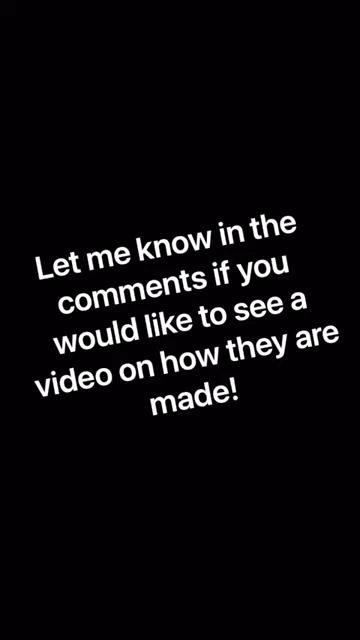 Let me know in the
comments if you
would like to see a
video on how they are
made!